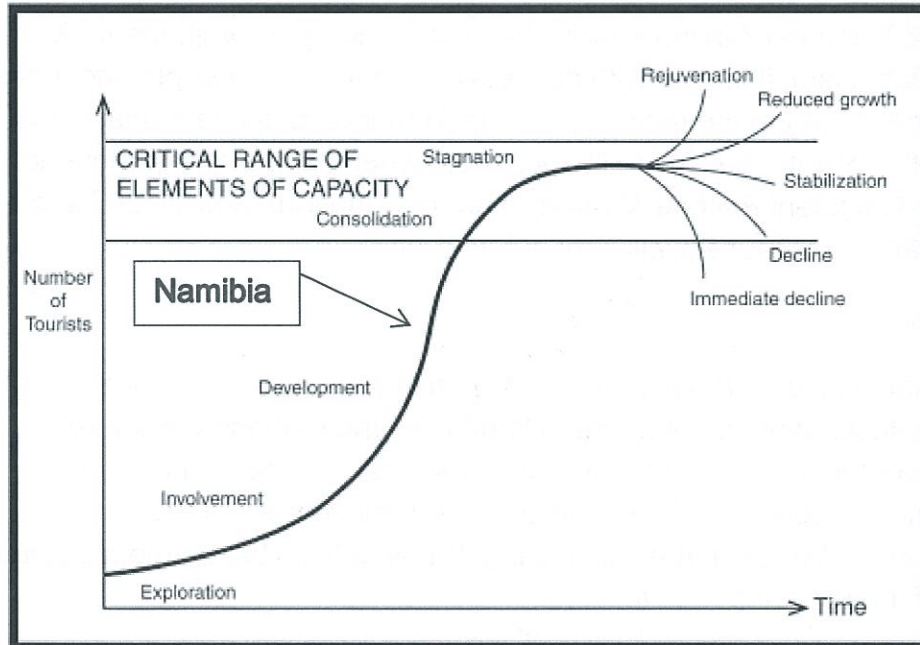 Rejuvenation
Reduced growth
CRITICAL RANGE OF
ELEMENTS OF CAPACITY
Stagnation
Stabilization
Consolidation
Decline
Number
of
Tourists
Namibia
Immediate decline
Development
Involvement
Exploration
Time